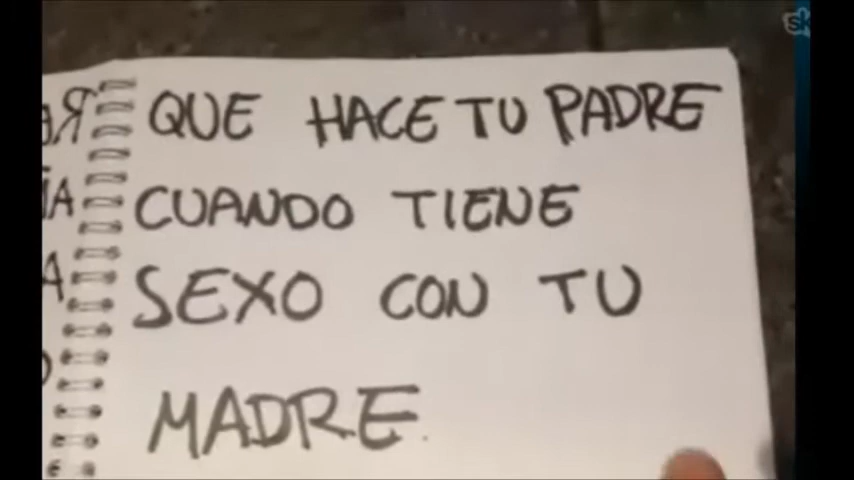 QUE HACE TU PADRE
CUANDO TIENE
SEXO CON TU
MADRE.